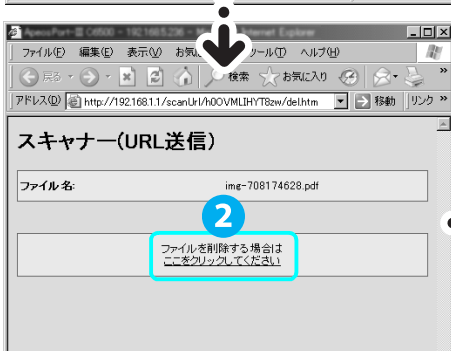 ApeosPort-II C6500 - 192.168.5.236 - Internet Explorer
ファイル(F) 編集(E) 表示(V) お気に ツール(T) ヘルプ(H)
戻る 検索 お気に入り »
アドレス(D) http://192.168.1.1/scanUrl/h0OVMLIHYT8zw/del.htm 移動 リンク »
スキャナー(URL送信)
ファイル名: img-708174628.pdf
2
ファイルを削除する場合は
ここをクリックしてください